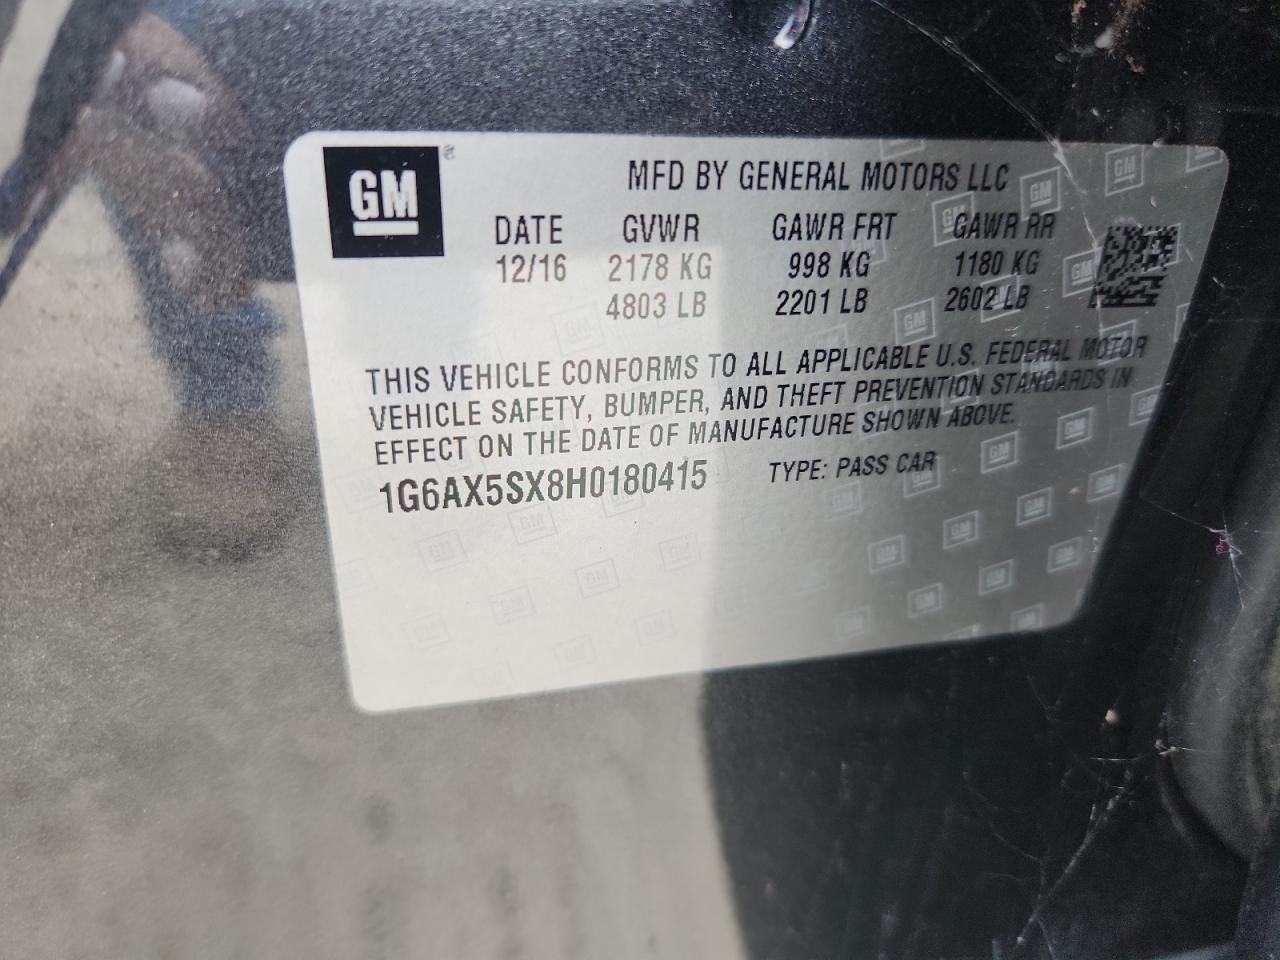 GM
MFD BY GENERAL MOTORS LLC
DATE GVWR GAWR FRT GAWR RR
12/16 2178 KG 998 KG 1180 KG
4803 LB 2201 LB 2602 LB
THIS VEHICLE CONFORMS TO ALL APPLICABLE U.S. FEDERAL MOTOR
VEHICLE SAFETY, BUMPER, AND THEFT PREVENTION STANDARDS IN
EFFECT ON THE DATE OF MANUFACTURE SHOWN ABOVE.
1G6AX5SX8H0180415 TYPE: PASS CAR